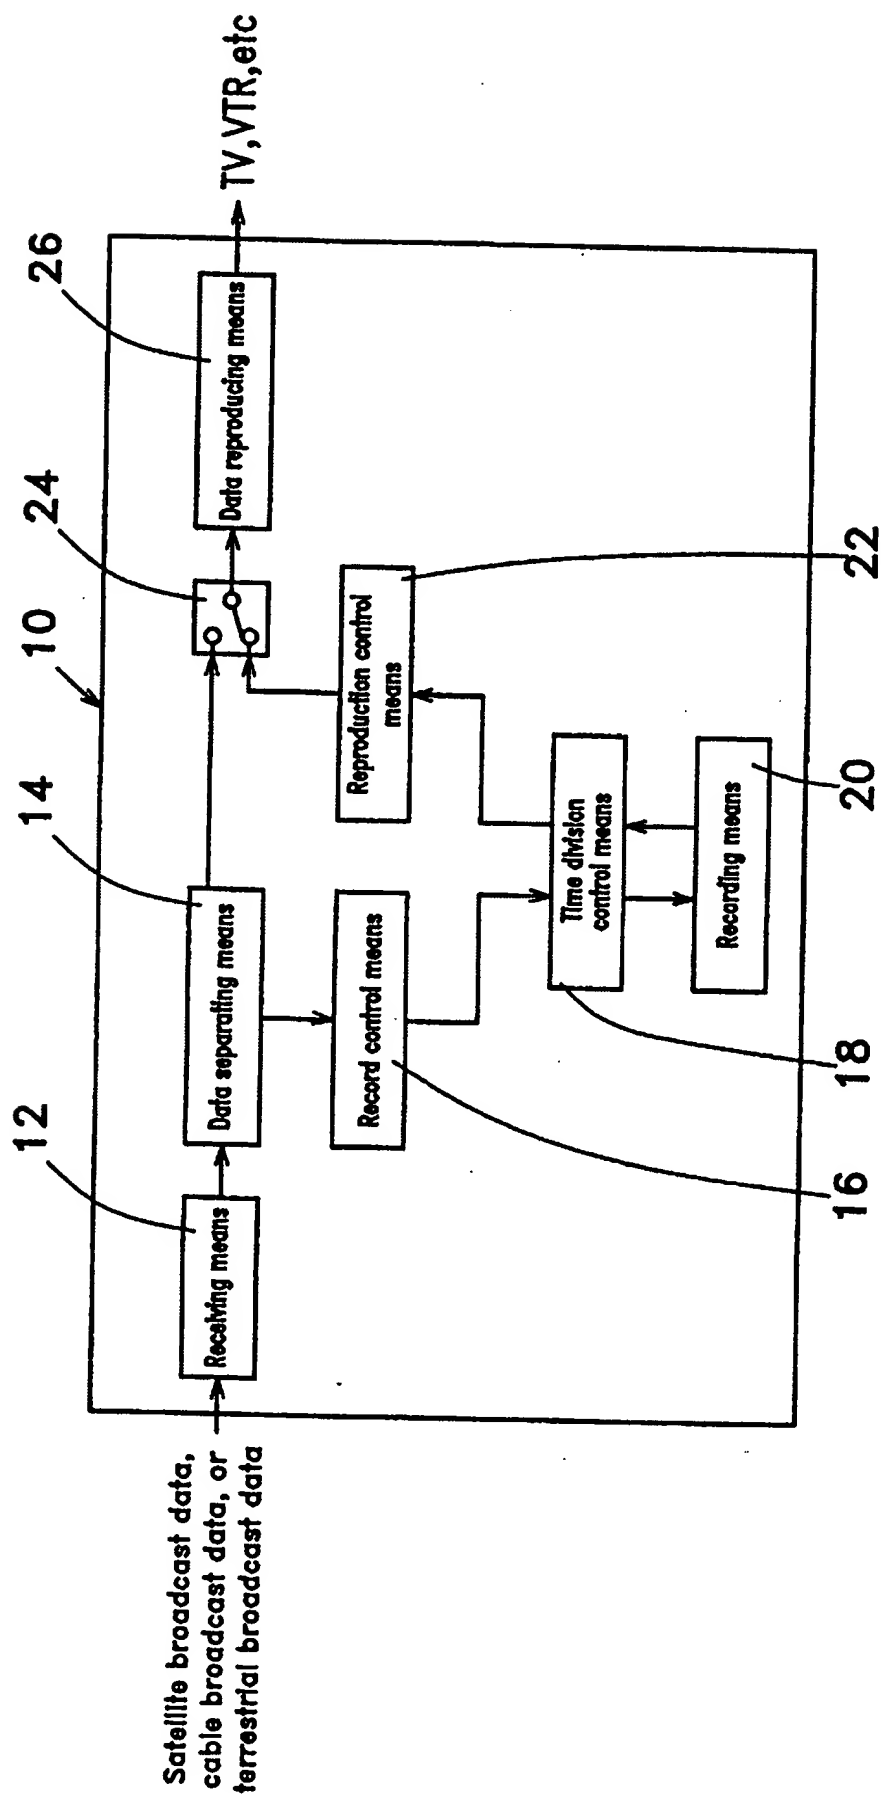 Satellite broadcast data,
cable broadcast data, or
terrestrial broadcast data
12
Receiving means
14
Data separating means
10
24
26
Data reproducing means
TV,VTR,etc
Record control means
16
Reproduction control
means
22
Time division
control means
18
Recording means
20